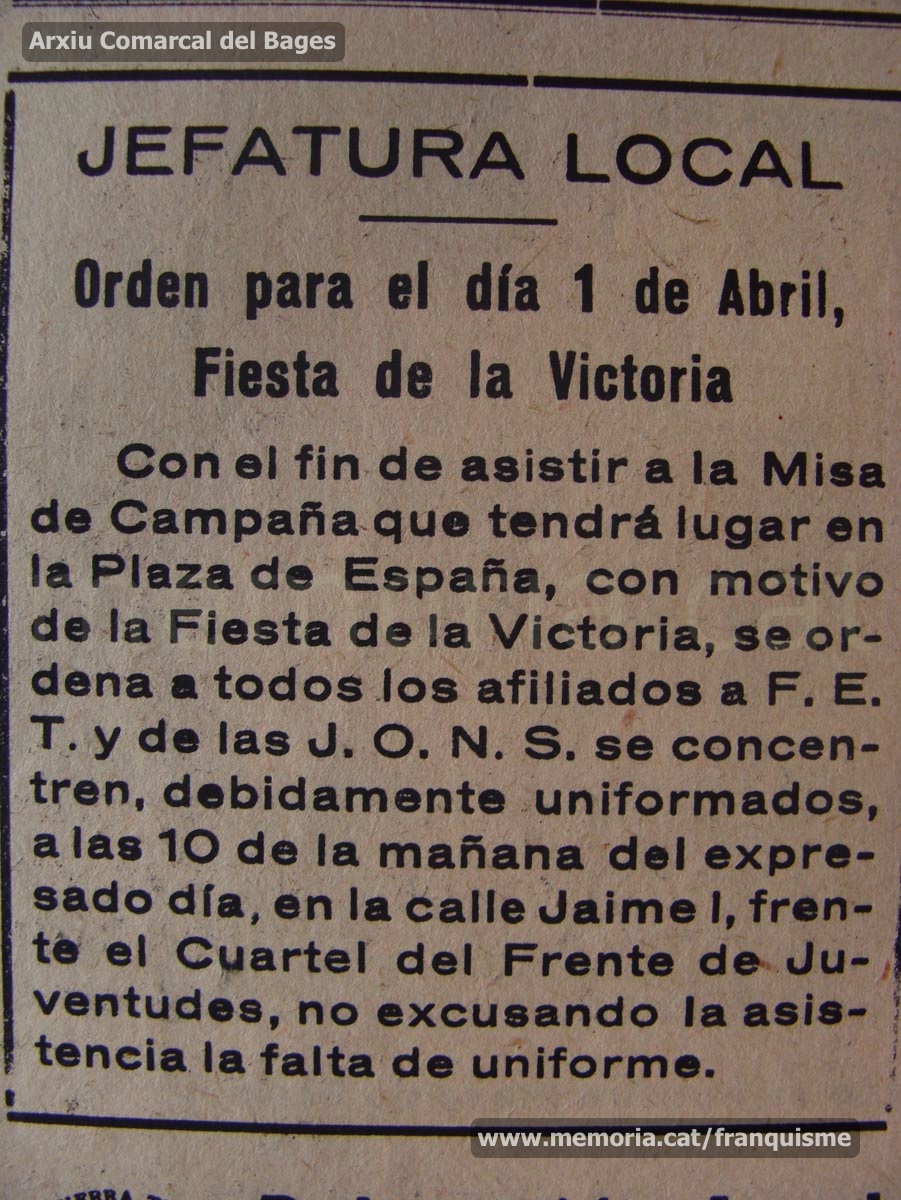 Arxiu Comarcal del Bages
JEFATURA LOCAL
Orden para el día 1 de Abril,
Fiesta de la Victoria
Con el fin de asistir a la Misa
de Campaña que tendrá lugar en
la Plaza de España, con motivo
de la Fiesta de la Victoria, se or-
dena a todos los afiliados a F. E.
T. y de las J. O. N. S. se concen-
tren, debidamente uniformados,
a las 10 de la mañana del expre-
sado día, en la calle Jaime I, fren-
te el Cuartel del Frente de Ju-
ventudes, no excusando la asis-
tencia la falta de uniforme.
www.memoria.cat/franquisme